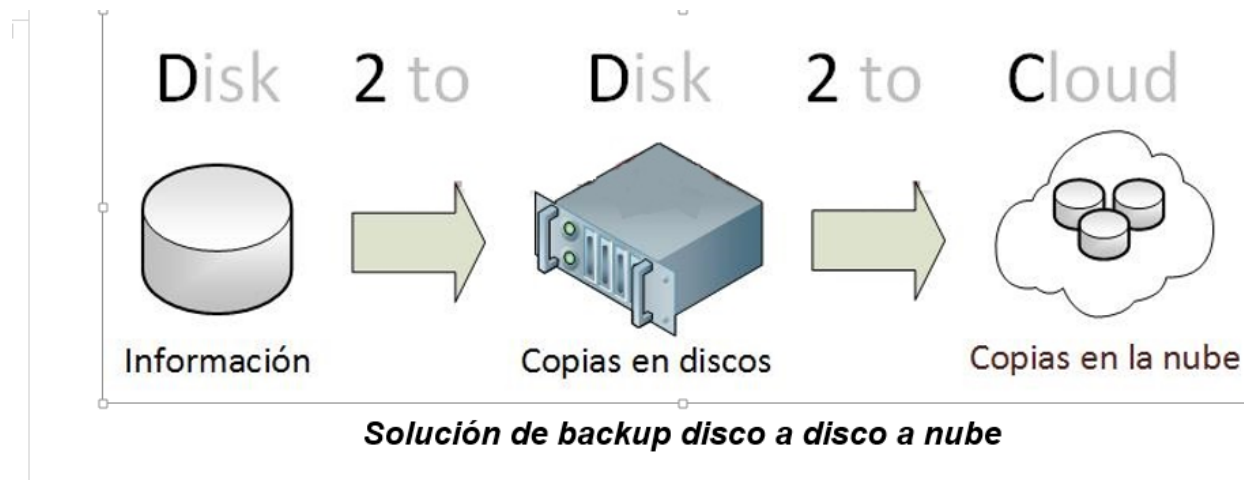 Disk 2 to Disk 2 to Cloud
Información Copias en discos Copias en la nube
Solución de backup disco a disco a nube